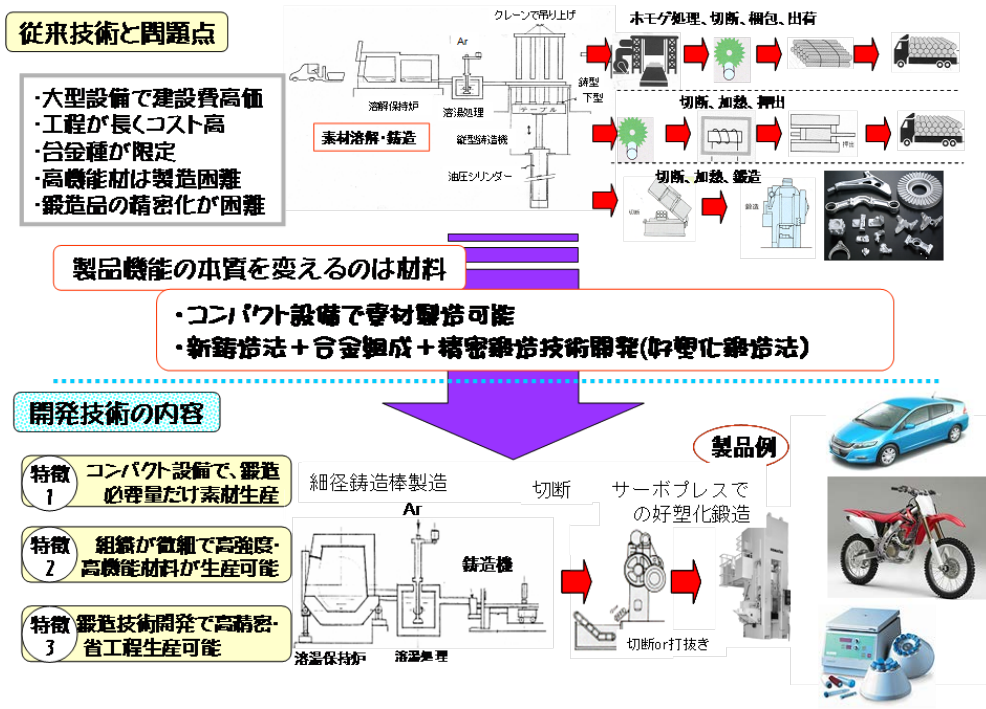 従来技術と問題点
・大型設備で建設費高価
・工程が長くコスト高
・合金種が限定
・高機能材は製造困難
・鍛造品の精密化が困難
クレーンで吊り上げ
Ar
溶解保持炉
溶湯処理
素材溶解・鋳造
鋳型
下型
テーブル
縦型鋳造機
油圧シリンダー
ホモゲ処理、切断、梱包、出荷
切断、加熱、押出
押出
切断、加熱、鍛造
切断
鍛造
製品機能の本質を変えるのは材料
・コンパクト設備で素材製造可能
・新鋳造法＋合金組成＋精密鍛造技術開発(好塑化鍛造法)
開発技術の内容
特徴
1
コンパクト設備で、鍛造
必要量だけ素材生産
特徴
2
組織が微細で高強度・
高機能材料が生産可能
特徴
3
鍛造技術開発で高精密・
省工程生産可能
細径鋳造棒製造
Ar
鋳造機
溶湯保持炉
溶湯処理
切断
切断or打抜き
サーボプレスで
の好塑化鍛造
製品例